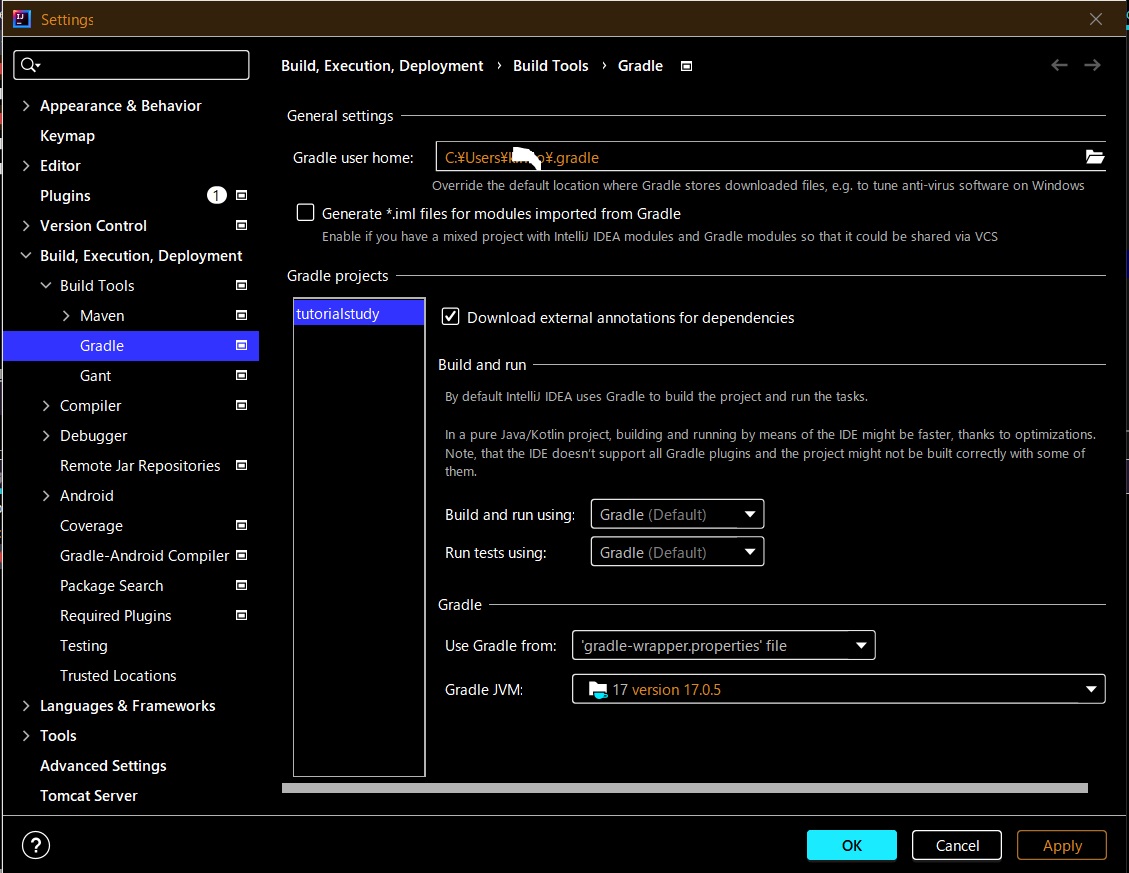 Settings
Build, Execution, Deployment › Build Tools › Gradle
Appearance & Behavior
Keymap
Editor
Plugins 1
Version Control
Build, Execution, Deployment
Build Tools
Maven
Gradle
Gant
Compiler
Debugger
Remote Jar Repositories
Android
Coverage
Gradle-Android Compiler
Package Search
Required Plugins
Testing
Trusted Locations
Languages & Frameworks
Tools
Advanced Settings
Tomcat Server
General settings
Gradle user home: C:¥Users¥ ¥.gradle
Override the default location where Gradle stores downloaded files, e.g. to tune anti-virus software on Windows
Generate *.iml files for modules imported from Gradle
Enable if you have a mixed project with IntelliJ IDEA modules and Gradle modules so that it could be shared via VCS
Gradle projects
tutorialstudy
Download external annotations for dependencies
Build and run
By default IntelliJ IDEA uses Gradle to build the project and run the tasks.
In a pure Java/Kotlin project, building and running by means of the IDE might be faster, thanks to optimizations.
Note, that the IDE doesn't support all Gradle plugins and the project might not be built correctly with some of
them.
Build and run using: Gradle (Default)
Run tests using: Gradle (Default)
Gradle
Use Gradle from: 'gradle-wrapper.properties' file
Gradle JVM: 17 version 17.0.5
? OK Cancel Apply